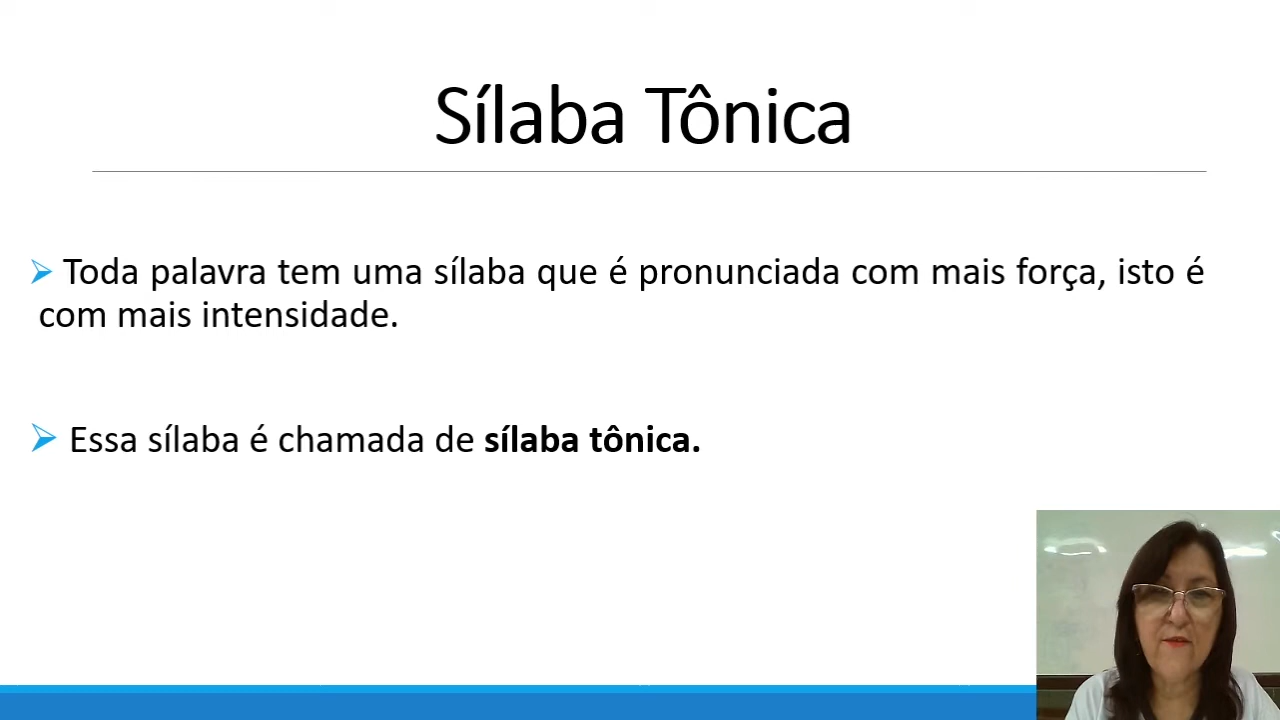 Sílaba Tônica
Toda palavra tem uma sílaba que é pronunciada com mais força, isto é
com mais intensidade.
Essa sílaba é chamada de sílaba tônica.